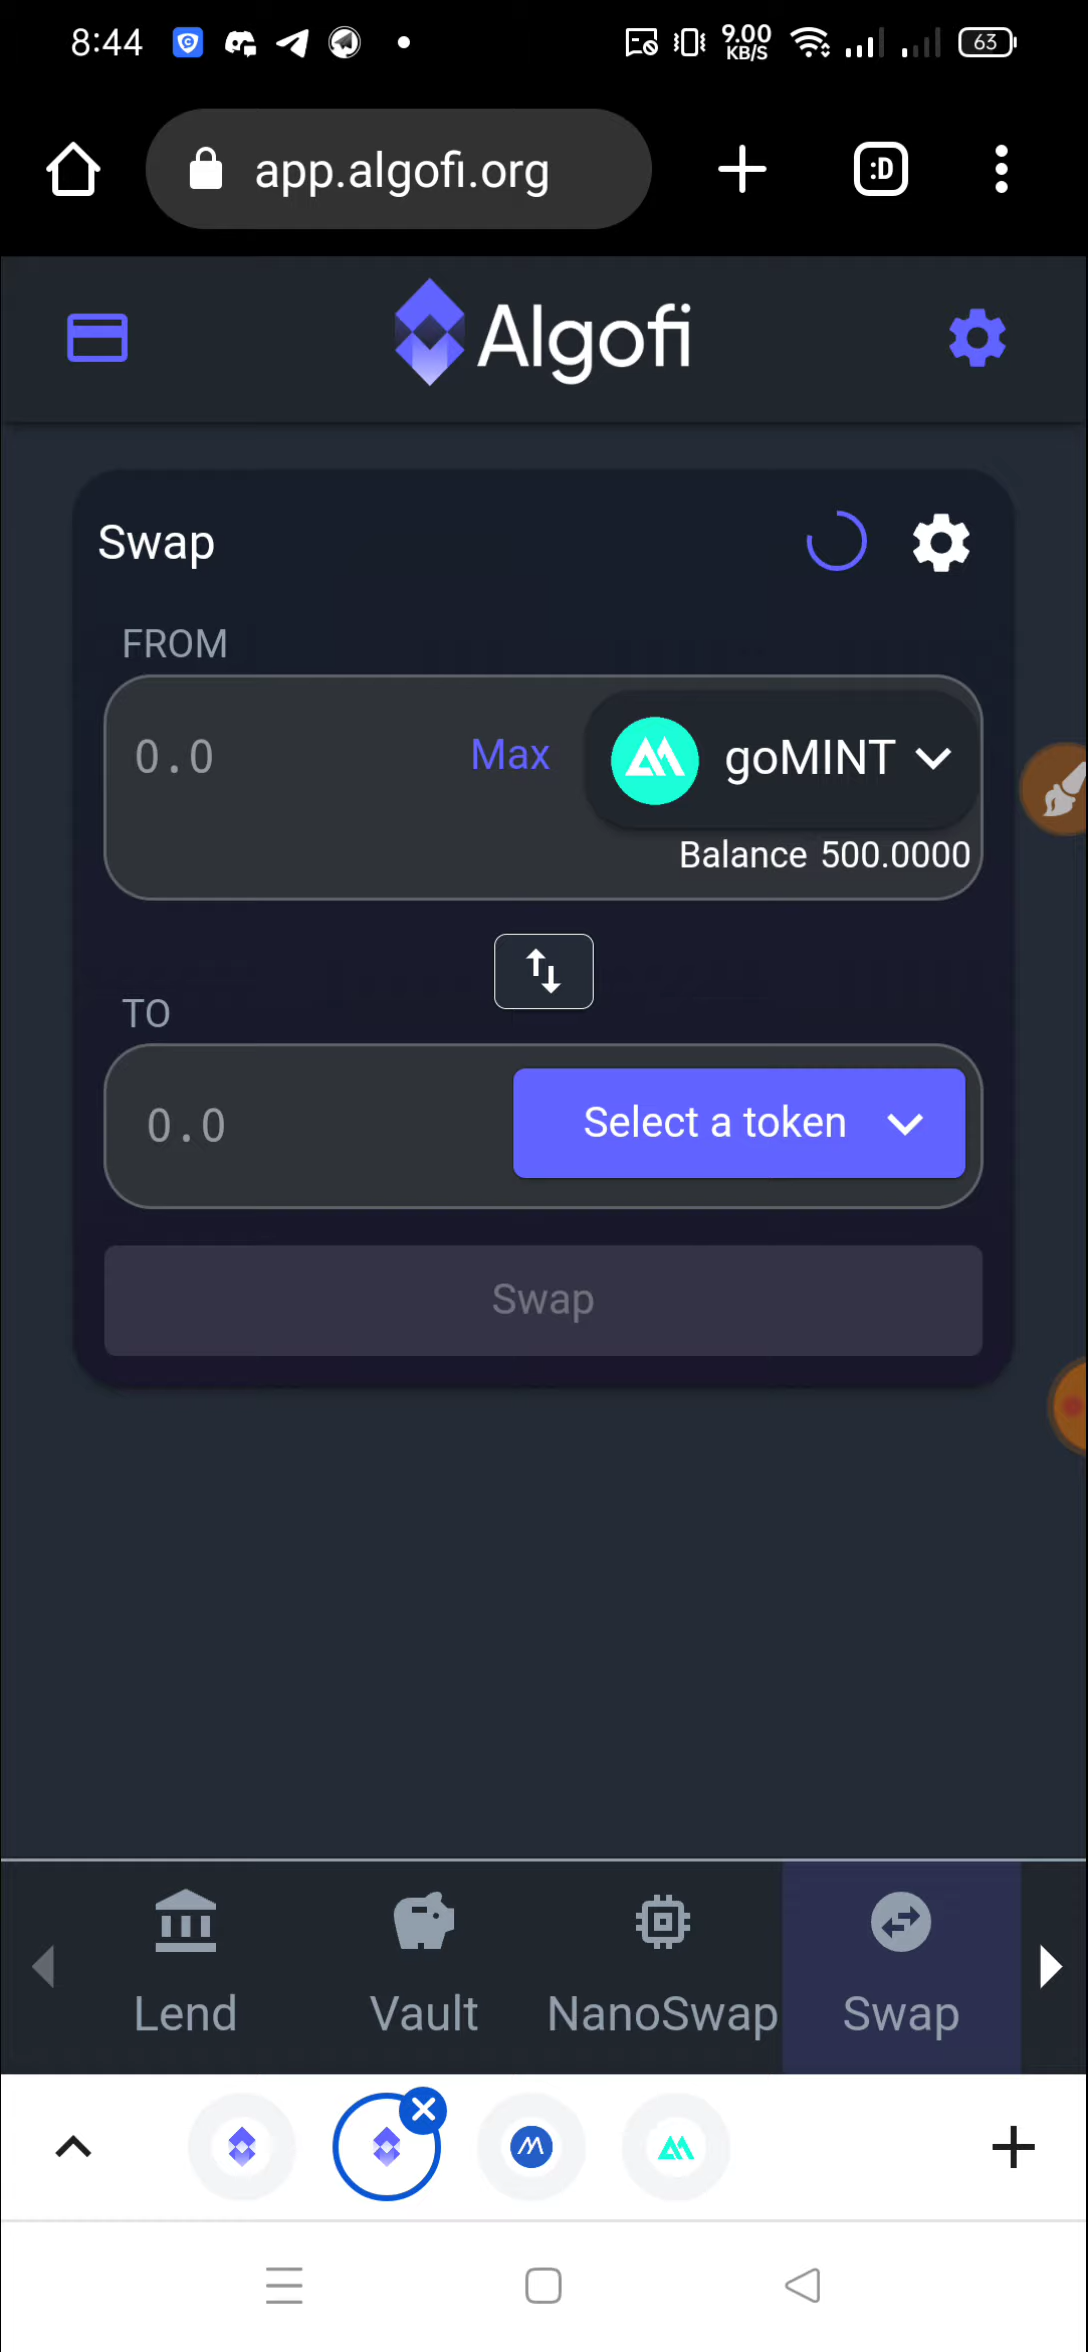 8:44
9.00
KB/S
63
app.algofi.org
:D
Algofi
Swap
FROM
0.0
Max
goMINT
Balance 500.0000
TO
0.0
Select a token
Swap
Lend
Vault
NanoSwap
Swap